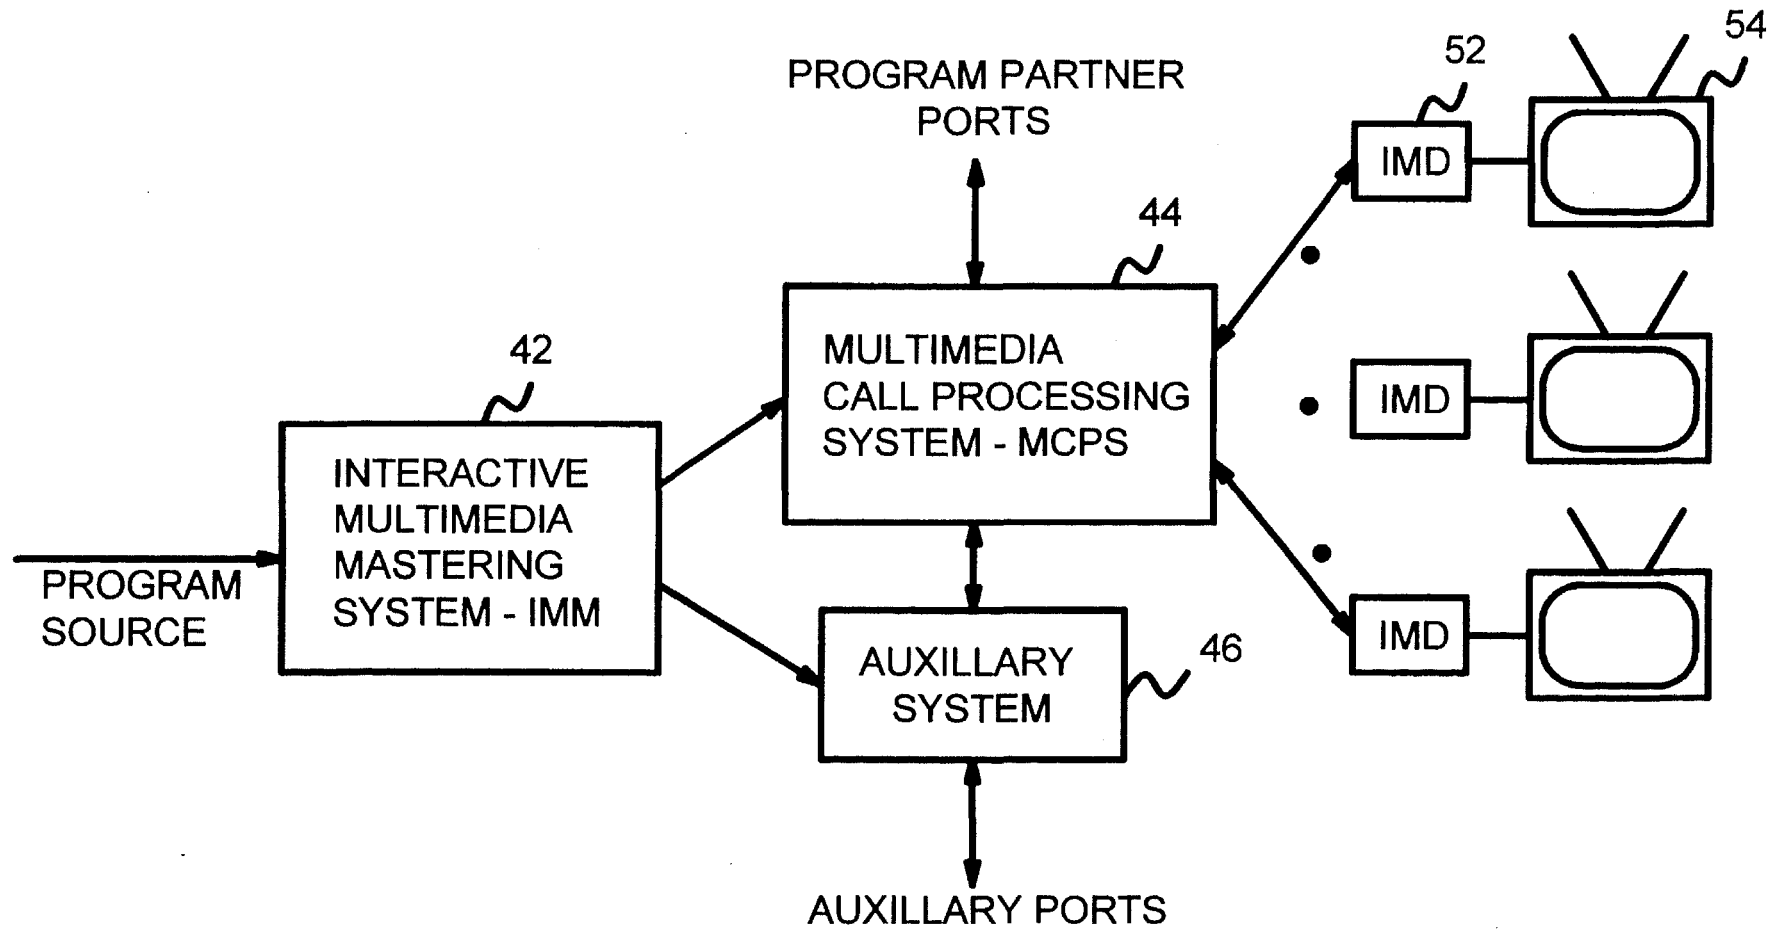 54
52
PROGRAM PARTNER
PORTS
IMD
44
MULTIMEDIA
CALL PROCESSING
SYSTEM - MCPS
42
IMD
INTERACTIVE
MULTIMEDIA
MASTERING
SYSTEM - IMM
PROGRAM
SOURCE
IMD
46
AUXILLARY
SYSTEM
AUXILLARY PORTS